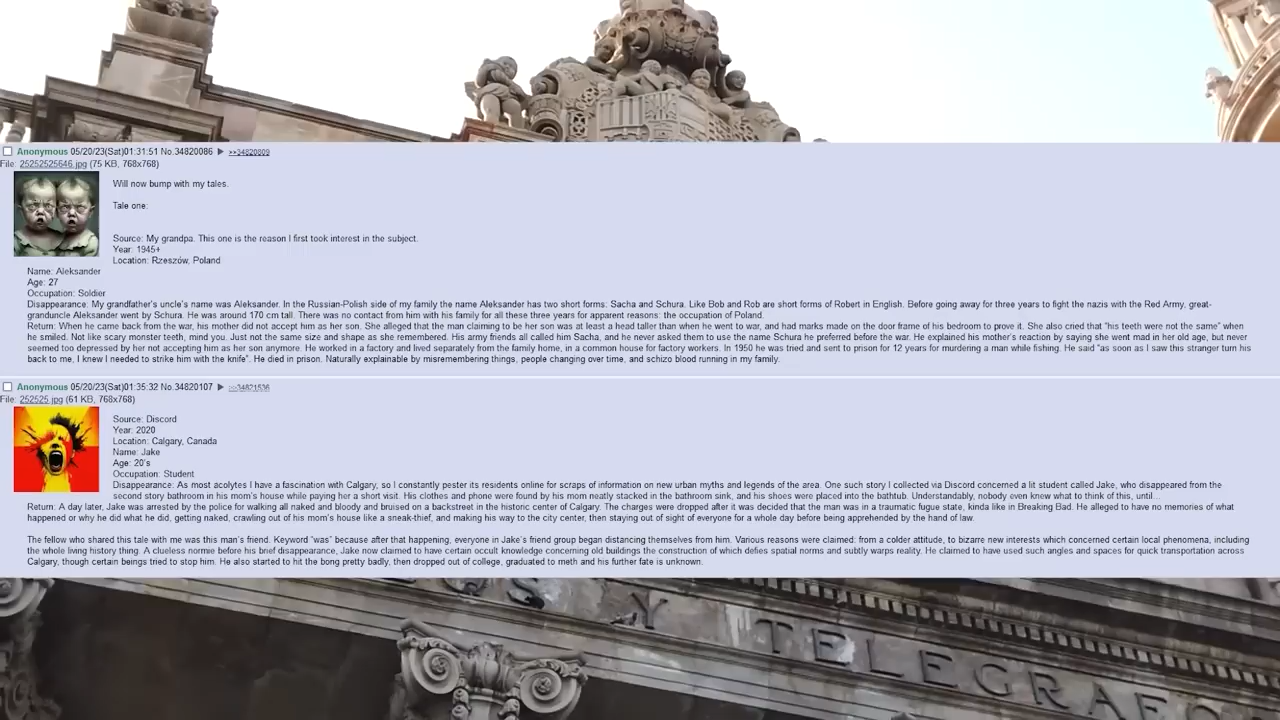 Anonymous 05/20/23(Sat)01:31:51 No.34820086 ▶ >>34820809
File: 25252525646.jpg (75 KB, 768x768)
Will now bump with my tales.
Tale one:
Source: My grandpa. This one is the reason I first took interest in the subject.
Year: 1945+
Location: Rzeszów, Poland
Name: Aleksander
Age: 27
Occupation: Soldier
Disappearance: My grandfather's uncle's name was Aleksander. In the Russian-Polish side of my family the name Aleksander has two short forms: Sacha and Schura. Like Bob and Rob are short forms of Robert in English. Before going away for three years to fight the nazis with the Red Army, great-
granduncle Aleksander went by Schura. He was around 170 cm tall. There was no contact from him with his family for all these three years for apparent reasons: the occupation of Poland.
Return: When he came back from the war, his mother did not accept him as her son. She alleged that the man claiming to be her son was at least a head taller than when he went to war, and had marks made on the door frame of his bedroom to prove it. She also cried that "his teeth were not the same" when
he smiled. Not like scary monster teeth, mind you. Just not the same size and shape as she remembered. His army friends all called him Sacha, and he never asked them to use the name Schura he preferred before the war. He explained his mother's reaction by saying she went mad in her old age, but never
seemed too depressed by her not accepting him as her son anymore. He worked in a factory and lived separately from the family home, in a common house for factory workers. In 1950 he was tried and sent to prison for 12 years for murdering a man while fishing. He said "as soon as I saw this stranger turn his
back to me, I knew I needed to strike him with the knife". He died in prison. Naturally explainable by misremembering things, people changing over time, and schizo blood running in my family.
Anonymous 05/20/23(Sat)01:35:32 No.34820107 ▶ >>34821536
File: 252525.jpg (61 KB, 768x768)
Source: Discord
Year: 2020
Location: Calgary, Canada
Name: Jake
Age: 20's
Occupation: Student
Disappearance: As most acolytes I have a fascination with Calgary, so I constantly pester its residents online for scraps of information on new urban myths and legends of the area. One such story I collected via Discord concerned a lit student called Jake, who disappeared from the
second story bathroom in his mom's house while paying her a short visit. His clothes and phone were found by his mom neatly stacked in the bathroom sink, and his shoes were placed into the bathtub. Understandably, nobody even knew what to think of this, until...
Return: A day later, Jake was arrested by the police for walking all naked and bloody and bruised on a backstreet in the historic center of Calgary. The charges were dropped after it was decided that the man was in a traumatic fugue state, kinda like in Breaking Bad. He alleged to have no memories of what
happened or why he did what he did, getting naked, crawling out of his mom's house like a sneak-thief, and making his way to the city center, then staying out of sight of everyone for a whole day before being apprehended by the hand of law.
The fellow who shared this tale with me was this man's friend. Keyword "was" because after that happening, everyone in Jake's friend group began distancing themselves from him. Various reasons were claimed: from a colder attitude, to bizarre new interests which concerned certain local phenomena, including
the whole living history thing. A clueless normie before his brief disappearance, Jake now claimed to have certain occult knowledge concerning old buildings the construction of which defies spatial norms and subtly warps reality. He claimed to have used such angles and spaces for quick transportation across
Calgary, though certain beings tried to stop him. He also started to hit the bong pretty badly, then dropped out of college, graduated to meth and his further fate is unknown.
Y TELEGRAF